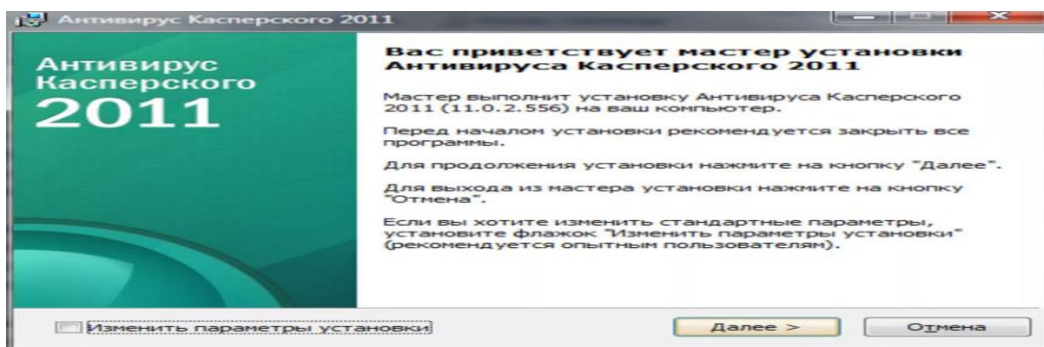 Антивирус Касперского 2011
Антивирус
Касперского
2011
Вас приветствует мастер установки
Антивируса Касперского 2011
Мастер выполнит установку Антивируса Касперского
2011 (11.0.2.556) на ваш компьютер.
Перед началом установки рекомендуется закрыть все
программы.
Для продолжения установки нажмите на кнопку "Далее".
Для выхода из мастера установки нажмите на кнопку
"Отмена".
Если вы хотите изменить стандартные параметры,
установите флажок "Изменить параметры установки"
(рекомендуется опытным пользователям).
Изменить параметры установки
Далее >
Отмена